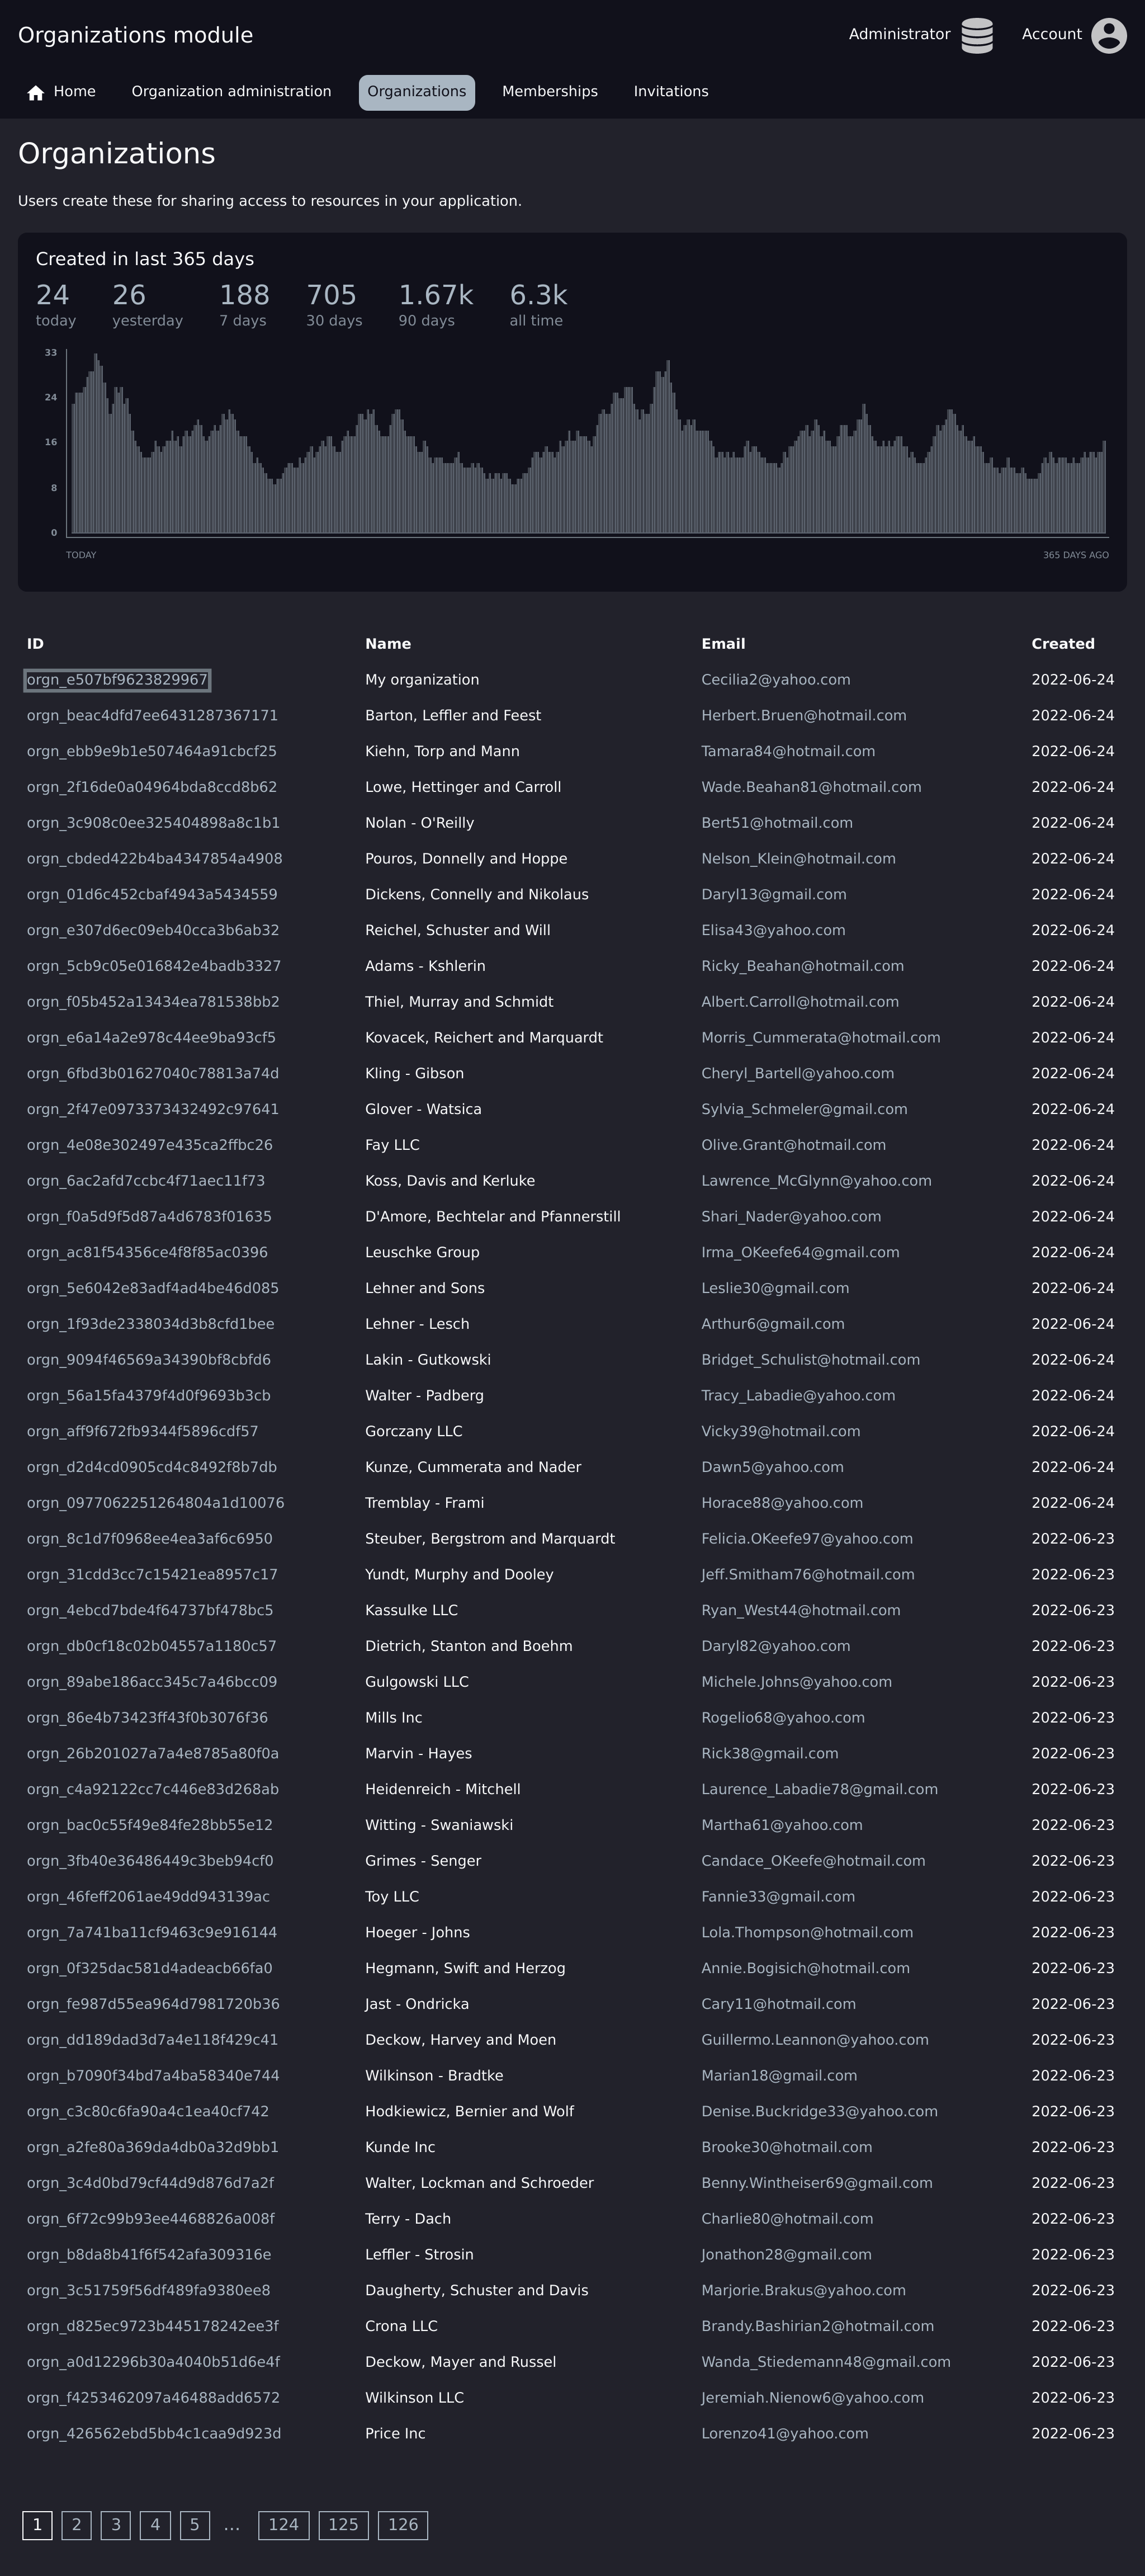 Organizations module
Administrator
Account
Home
Organization administration
Organizations
Memberships
Invitations
Organizations
Users create these for sharing access to resources in your application.
Created in last 365 days
24 26 188 705 1.67k 6.3k
today yesterday 7 days 30 days 90 days all time
33
24
16
8
0
TODAY 365 DAYS AGO
ID Name Email Created
orgn_e507bf9623829967 My organization Cecilia2@yahoo.com 2022-06-24
orgn_beac4dfd7ee6431287367171 Barton, Leffler and Feest Herbert.Bruen@hotmail.com 2022-06-24
orgn_ebb9e9b1e507464a91cbcf25 Kiehn, Torp and Mann Tamara84@hotmail.com 2022-06-24
orgn_2f16de0a04964bda8ccd8b62 Lowe, Hettinger and Carroll Wade.Beahan81@hotmail.com 2022-06-24
orgn_3c908c0ee325404898a8c1b1 Nolan - O'Reilly Bert51@hotmail.com 2022-06-24
orgn_cbded422b4ba4347854a4908 Pouros, Donnelly and Hoppe Nelson_Klein@hotmail.com 2022-06-24
orgn_01d6c452cbaf4943a5434559 Dickens, Connelly and Nikolaus Daryl13@gmail.com 2022-06-24
orgn_e307d6ec09eb40cca3b6ab32 Reichel, Schuster and Will Elisa43@yahoo.com 2022-06-24
orgn_5cb9c05e016842e4badb3327 Adams - Kshlerin Ricky_Beahan@hotmail.com 2022-06-24
orgn_f05b452a13434ea781538bb2 Thiel, Murray and Schmidt Albert.Carroll@hotmail.com 2022-06-24
orgn_e6a14a2e978c44ee9ba93cf5 Kovacek, Reichert and Marquardt Morris_Cummerata@hotmail.com 2022-06-24
orgn_6fbd3b01627040c78813a74d Kling - Gibson Cheryl_Bartell@yahoo.com 2022-06-24
orgn_2f47e0973373432492c97641 Glover - Watsica Sylvia_Schmeler@gmail.com 2022-06-24
orgn_4e08e302497e435ca2ffbc26 Fay LLC Olive.Grant@hotmail.com 2022-06-24
orgn_6ac2afd7ccbc4f71aec11f73 Koss, Davis and Kerluke Lawrence_McGlynn@yahoo.com 2022-06-24
orgn_f0a5d9f5d87a4d6783f01635 D'Amore, Bechtelar and Pfannerstill Shari_Nader@yahoo.com 2022-06-24
orgn_ac81f54356ce4f8f85ac0396 Leuschke Group Irma_OKeefe64@gmail.com 2022-06-24
orgn_5e6042e83adf4ad4be46d085 Lehner and Sons Leslie30@gmail.com 2022-06-24
orgn_1f93de2338034d3b8cfd1bee Lehner - Lesch Arthur6@gmail.com 2022-06-24
orgn_9094f46569a34390bf8cbfd6 Lakin - Gutkowski Bridget_Schulist@hotmail.com 2022-06-24
orgn_56a15fa4379f4d0f9693b3cb Walter - Padberg Tracy_Labadie@yahoo.com 2022-06-24
orgn_aff9f672fb9344f5896cdf57 Gorczany LLC Vicky39@hotmail.com 2022-06-24
orgn_d2d4cd0905cd4c8492f8b7db Kunze, Cummerata and Nader Dawn5@yahoo.com 2022-06-24
orgn_0977062251264804a1d10076 Tremblay - Frami Horace88@yahoo.com 2022-06-24
orgn_8c1d7f0968ee4ea3af6c6950 Steuber, Bergstrom and Marquardt Felicia.OKeefe97@yahoo.com 2022-06-23
orgn_31cdd3cc7c15421ea8957c17 Yundt, Murphy and Dooley Jeff.Smitham76@hotmail.com 2022-06-23
orgn_4ebcd7bde4f64737bf478bc5 Kassulke LLC Ryan_West44@hotmail.com 2022-06-23
orgn_db0cf18c02b04557a1180c57 Dietrich, Stanton and Boehm Daryl82@yahoo.com 2022-06-23
orgn_89abe186acc345c7a46bcc09 Gulgowski LLC Michele.Johns@yahoo.com 2022-06-23
orgn_86e4b73423ff43f0b3076f36 Mills Inc Rogelio68@yahoo.com 2022-06-23
orgn_26b201027a7a4e8785a80f0a Marvin - Hayes Rick38@gmail.com 2022-06-23
orgn_c4a92122cc7c446e83d268ab Heidenreich - Mitchell Laurence_Labadie78@gmail.com 2022-06-23
orgn_bac0c55f49e84fe28bb55e12 Witting - Swaniawski Martha61@yahoo.com 2022-06-23
orgn_3fb40e36486449c3beb94cf0 Grimes - Senger Candace_OKeefe@hotmail.com 2022-06-23
orgn_46feff2061ae49dd943139ac Toy LLC Fannie33@gmail.com 2022-06-23
orgn_7a741ba11cf9463c9e916144 Hoeger - Johns Lola.Thompson@hotmail.com 2022-06-23
orgn_0f325dac581d4adeacb66fa0 Hegmann, Swift and Herzog Annie.Bogisich@hotmail.com 2022-06-23
orgn_fe987d55ea964d7981720b36 Jast - Ondricka Cary11@hotmail.com 2022-06-23
orgn_dd189dad3d7a4e118f429c41 Deckow, Harvey and Moen Guillermo.Leannon@yahoo.com 2022-06-23
orgn_b7090f34bd7a4ba58340e744 Wilkinson - Bradtke Marian18@gmail.com 2022-06-23
orgn_c3c80c6fa90a4c1ea40cf742 Hodkiewicz, Bernier and Wolf Denise.Buckridge33@yahoo.com 2022-06-23
orgn_a2fe80a369da4db0a32d9bb1 Kunde Inc Brooke30@hotmail.com 2022-06-23
orgn_3c4d0bd79cf44d9d876d7a2f Walter, Lockman and Schroeder Benny.Wintheiser69@gmail.com 2022-06-23
orgn_6f72c99b93ee4468826a008f Terry - Dach Charlie80@hotmail.com 2022-06-23
orgn_b8da8b41f6f542afa309316e Leffler - Strosin Jonathon28@gmail.com 2022-06-23
orgn_3c51759f56df489fa9380ee8 Daugherty, Schuster and Davis Marjorie.Brakus@yahoo.com 2022-06-23
orgn_d825ec9723b445178242ee3f Crona LLC Brandy.Bashirian2@hotmail.com 2022-06-23
orgn_a0d12296b30a4040b51d6e4f Deckow, Mayer and Russel Wanda_Stiedemann48@gmail.com 2022-06-23
orgn_f4253462097a46488add6572 Wilkinson LLC Jeremiah.Nienow6@yahoo.com 2022-06-23
orgn_426562ebd5bb4c1caa9d923d Price Inc Lorenzo41@yahoo.com 2022-06-23
1 2 3 4 5 … 124 125 126